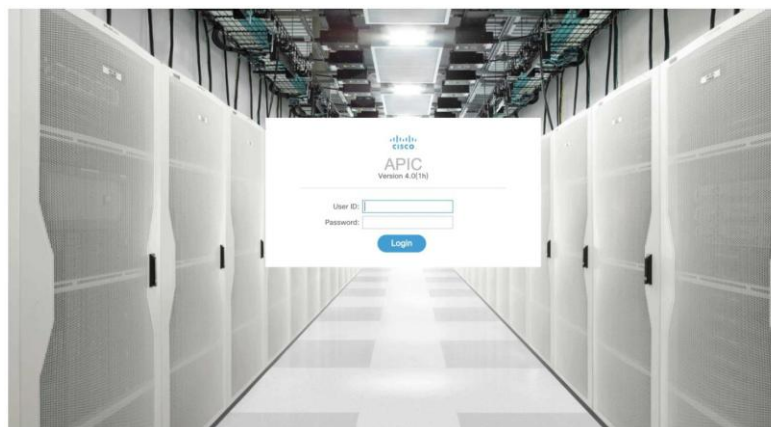 CISCO
APIC
Version 4.0(1h)
User ID:
Password:
Login